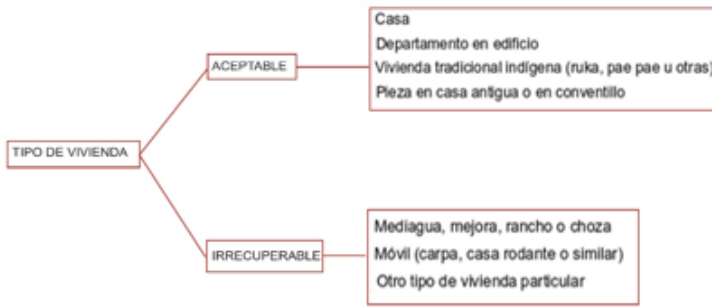 Casa
Departamento en edificio
ACEPTABLE
Vivienda tradicional indígena (ruka, pae pae u otras)
Pieza en casa antigua o en conventillo
TIPO DE VIVIENDA
Mediagua, mejora, rancho o choza
IRRECUPERABLE
Móvil (carpa, casa rodante o similar)
Otro tipo de vivienda particular